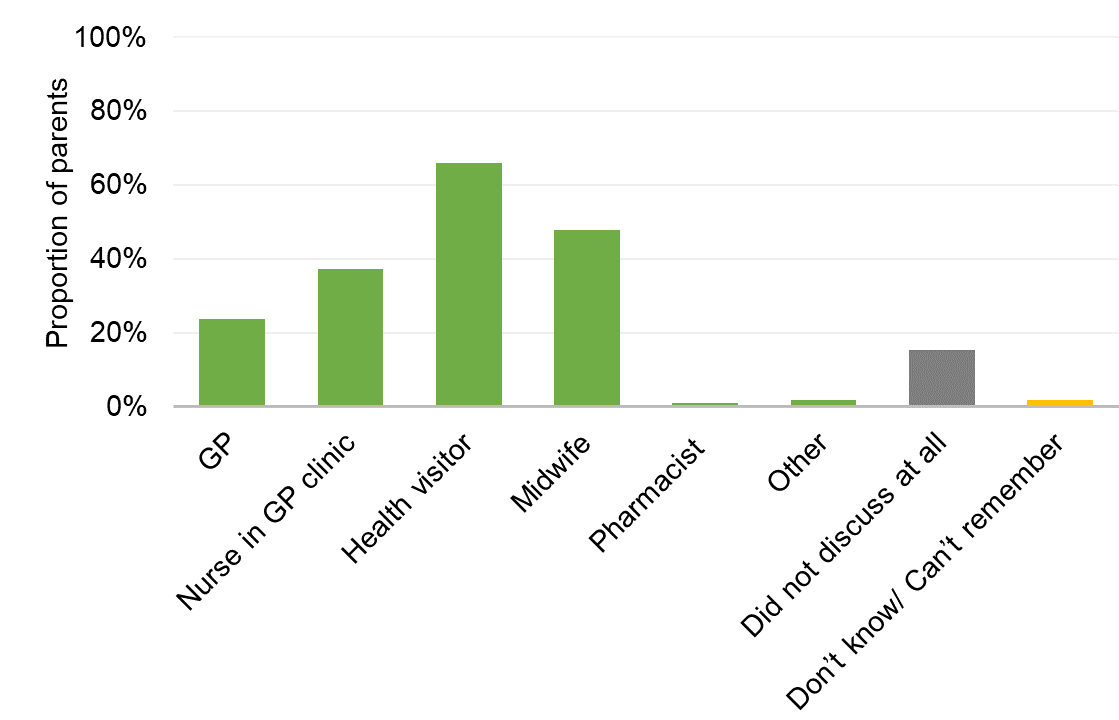 100%
80%
60%
40%
20%
0%
Proportion of parents
GP
Nurse in GP clinic
Health visitor
Midwife
Pharmacist
Other
Did not discuss at all
Don’t know/ Can’t remember